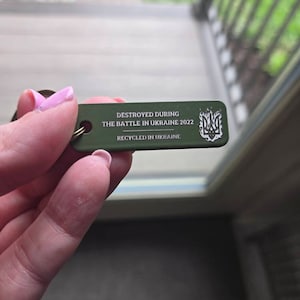 DESTROYED DURING
THE BATTLE IN UKRAINE 2022
RECYCLED IN UKRAINE